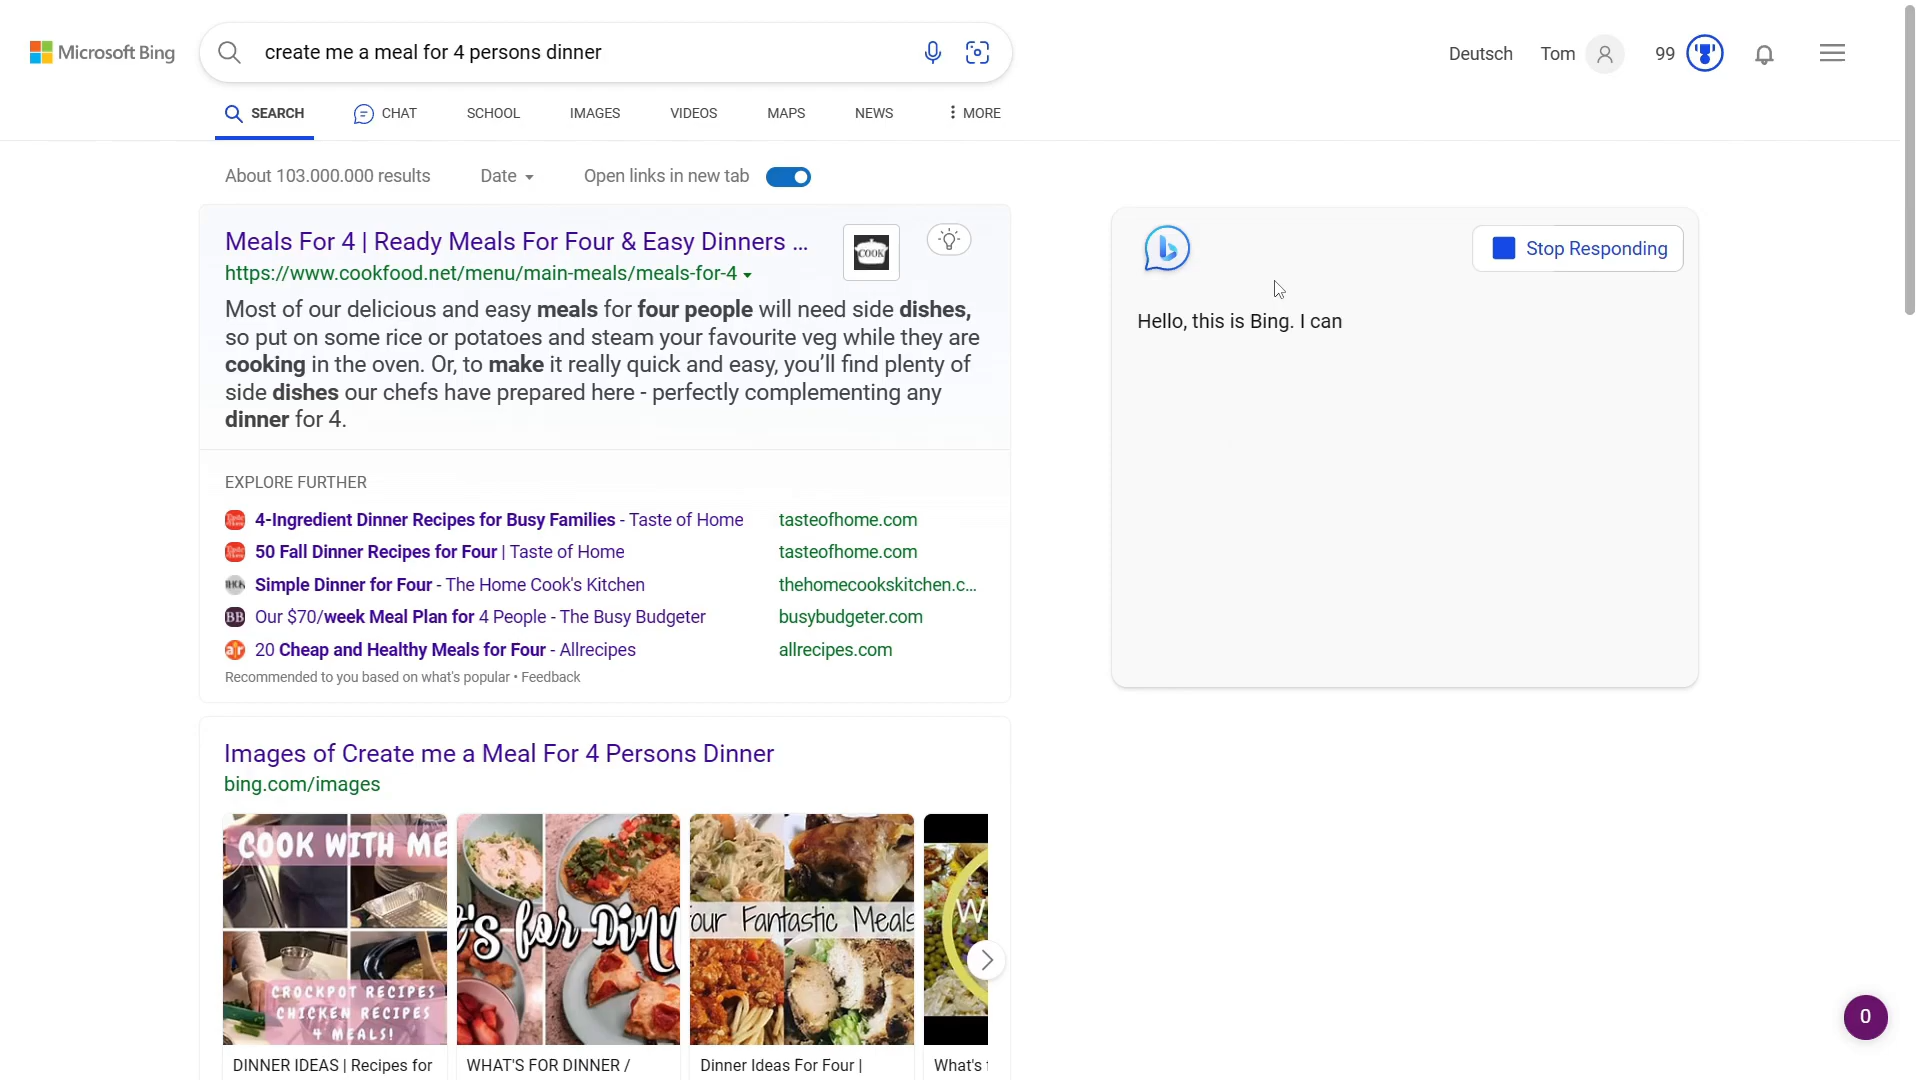 Microsoft Bing
create me a meal for 4 persons dinner
Deutsch
Tom
99
SEARCH
CHAT
SCHOOL
IMAGES
VIDEOS
MAPS
NEWS
MORE
About 103.000.000 results
Date
Open links in new tab
Meals For 4 | Ready Meals For Four & Easy Dinners ...
https://www.cookfood.net/menu/main-meals/meals-for-4
COOK
Most of our delicious and easy meals for four people will need side dishes,
so put on some rice or potatoes and steam your favourite veg while they are
cooking in the oven. Or, to make it really quick and easy, you’ll find plenty of
side dishes our chefs have prepared here - perfectly complementing any
dinner for 4.
EXPLORE FURTHER
4-Ingredient Dinner Recipes for Busy Families - Taste of Home tasteofhome.com
50 Fall Dinner Recipes for Four | Taste of Home tasteofhome.com
Simple Dinner for Four - The Home Cook's Kitchen thehomecookskitchen.c...
BB Our $70/week Meal Plan for 4 People - The Busy Budgeter busybudgeter.com
ar 20 Cheap and Healthy Meals for Four - Allrecipes allrecipes.com
Recommended to you based on what's popular • Feedback
Stop Responding
Hello, this is Bing. I can
Images of Create me a Meal For 4 Persons Dinner
bing.com/images
COOK WITH ME
CROCKPOT RECIPES
CHICKEN RECIPES
4 MEALS!
't's for Dinn
our Fantastic Meals
W
DINNER IDEAS | Recipes for
WHAT'S FOR DINNER /
Dinner Ideas For Four |
What's f
0